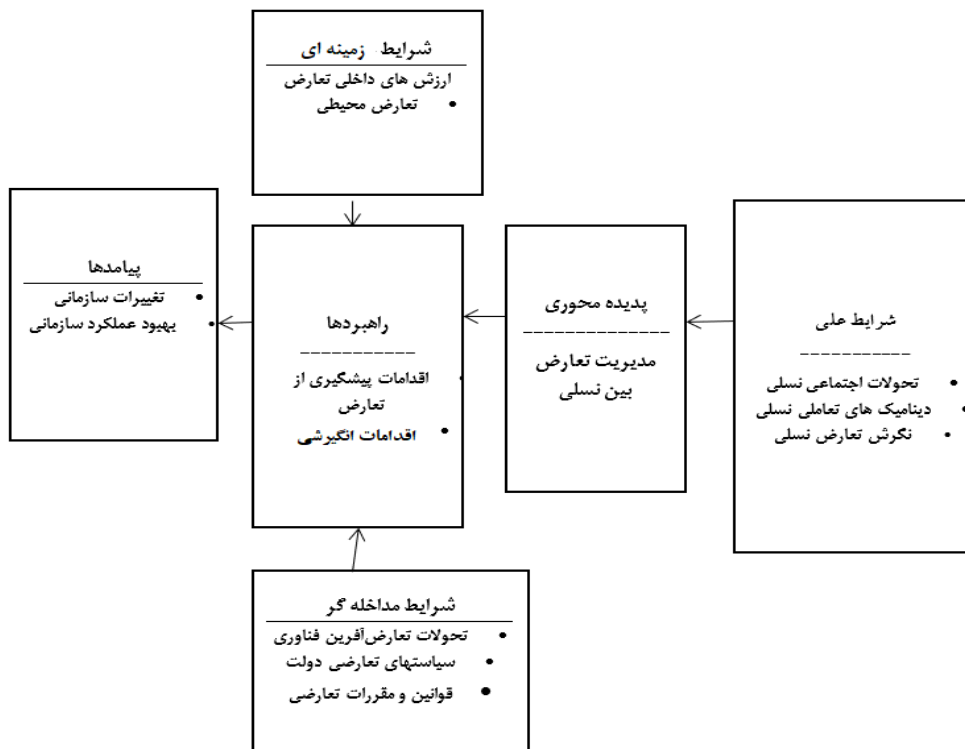 شرایط زمینه ای
ارزش های داخلی تعارض
• تعارض محیطی
شرایط علی
-----------
• تحولات اجتماعی نسلی
• دینامیک های تعاملی نسلی
• نگرش تعارض نسلی
پدیده محوری
--------------
مدیریت تعارض
بین نسلی
راهبردها
-----------
• اقدامات پیشگیری از
تعارض
• اقدامات انگیزشی
پیامدها
• تغییرات سازمانی
• بهبود عملکرد سازمانی
شرایط مداخله گر
• تحولات تعارض‌آفرین فناوری
• سیاستهای تعارضی دولت
• قوانین و مقررات تعارضی